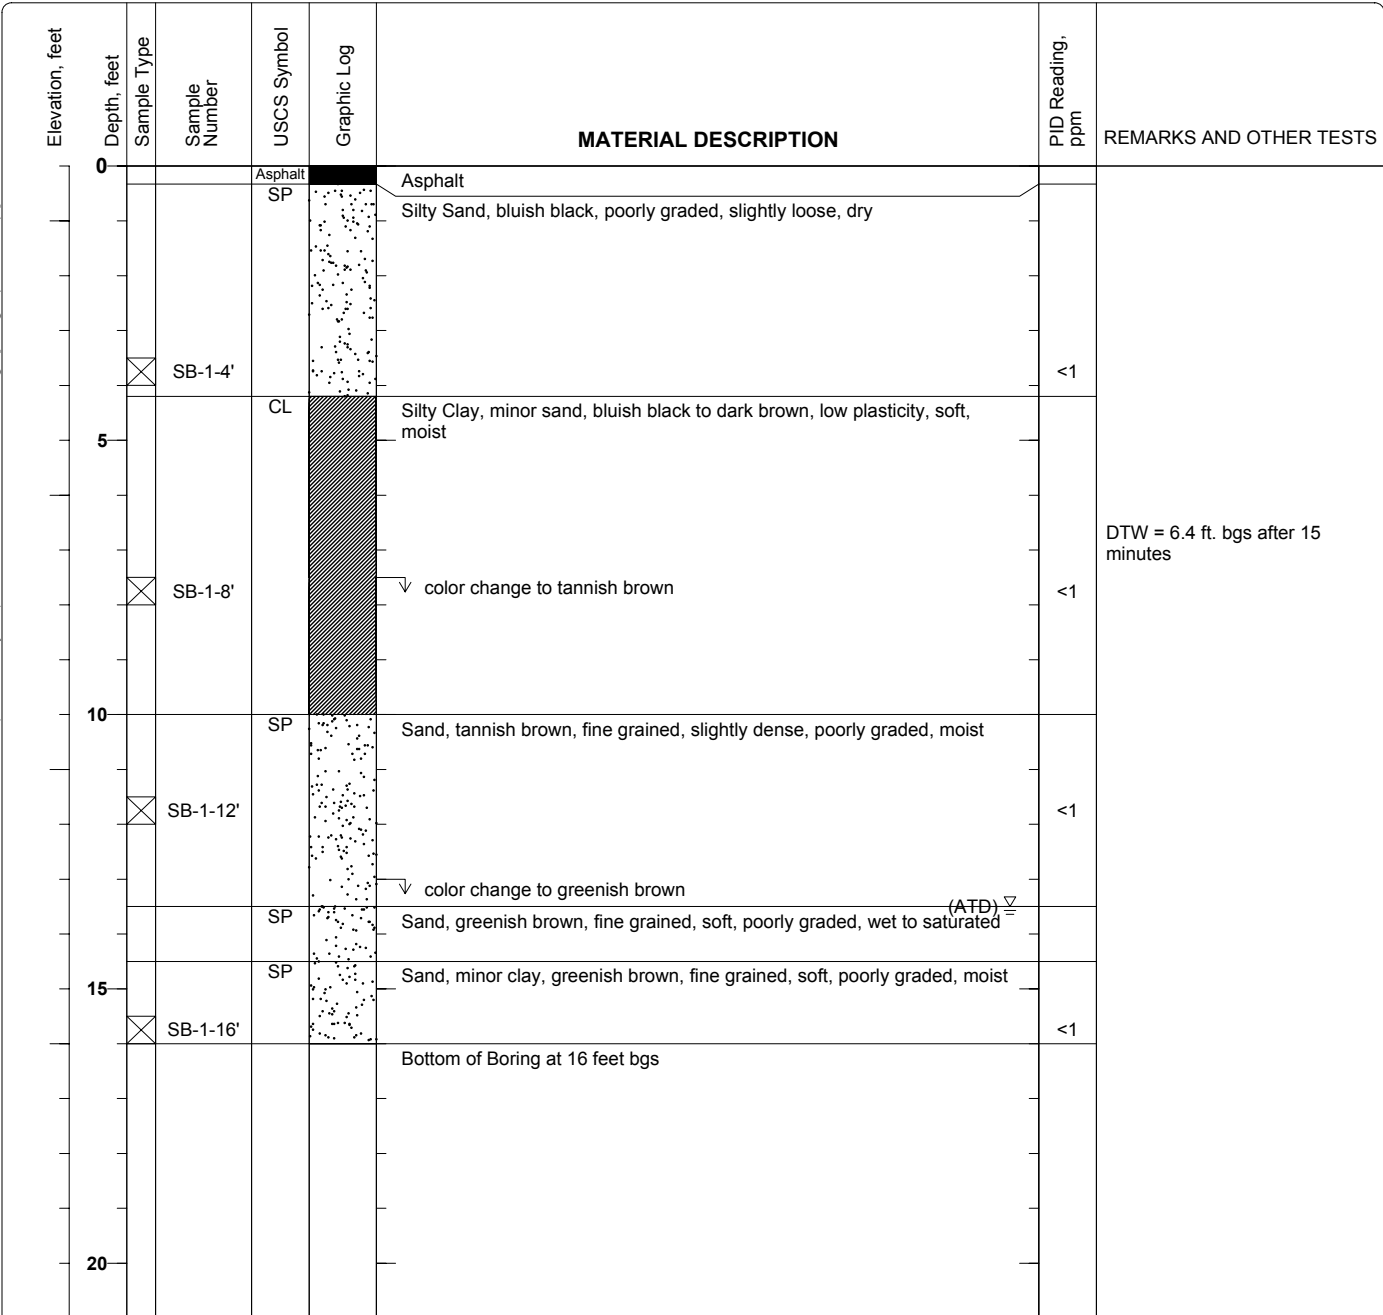 Elevation, feet
Depth, feet
Sample Type
Sample
Number
USCS Symbol
Graphic Log
MATERIAL DESCRIPTION
PID Reading,
ppm
REMARKS AND OTHER TESTS
0
Asphalt
Asphalt
SP
Silty Sand, bluish black, poorly graded, slightly loose, dry
SB-1-4'
<1
CL
Silty Clay, minor sand, bluish black to dark brown, low plasticity, soft,
moist
5
DTW = 6.4 ft. bgs after 15
minutes
SB-1-8'
color change to tannish brown
<1
10
SP
Sand, tannish brown, fine grained, slightly dense, poorly graded, moist
SB-1-12'
<1
color change to greenish brown
(ATD)
SP
Sand, greenish brown, fine grained, soft, poorly graded, wet to saturated
SP
Sand, minor clay, greenish brown, fine grained, soft, poorly graded, moist
15
SB-1-16'
<1
Bottom of Boring at 16 feet bgs
20